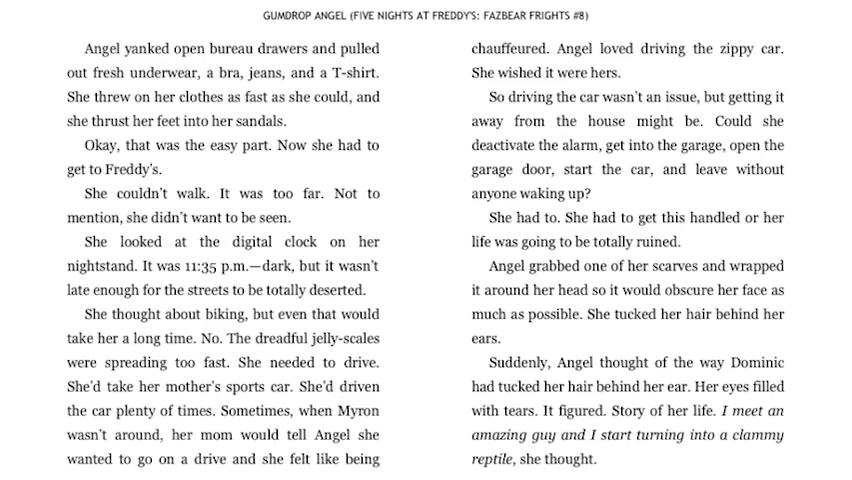 GUMDROP ANGEL (FIVE NIGHTS AT FREDDY'S: FAZBEAR FRIGHTS #8)
Angel yanked open bureau drawers and pulled
out fresh underwear, a bra, jeans, and a T-shirt.
She threw on her clothes as fast as she could, and
she thrust her feet into her sandals.
Okay, that was the easy part. Now she had to
get to Freddy's.
She couldn't walk. It was too far. Not to
mention, she didn't want to be seen.
She looked at the digital clock on her
nightstand. It was 11:35 p.m.—dark, but it wasn't
late enough for the streets to be totally deserted.
She thought about biking, but even that would
take her a long time. No. The dreadful jelly-scales
were spreading too fast. She needed to drive.
She'd take her mother's sports car. She'd driven
the car plenty of times. Sometimes, when Myron
wasn't around, her mom would tell Angel she
wanted to go on a drive and she felt like being
chauffeured. Angel loved driving the zippy car.
She wished it were hers.
So driving the car wasn't an issue, but getting it
away from the house might be. Could she
deactivate the alarm, get into the garage, open the
garage door, start the car, and leave without
anyone waking up?
She had to. She had to get this handled or her
life was going to be totally ruined.
Angel grabbed one of her scarves and wrapped
it around her head so it would obscure her face as
much as possible. She tucked her hair behind her
ears.
Suddenly, Angel thought of the way Dominic
had tucked her hair behind her ear. Her eyes filled
with tears. It figured. Story of her life. I meet an
amazing guy and I start turning into a clammy
reptile, she thought.